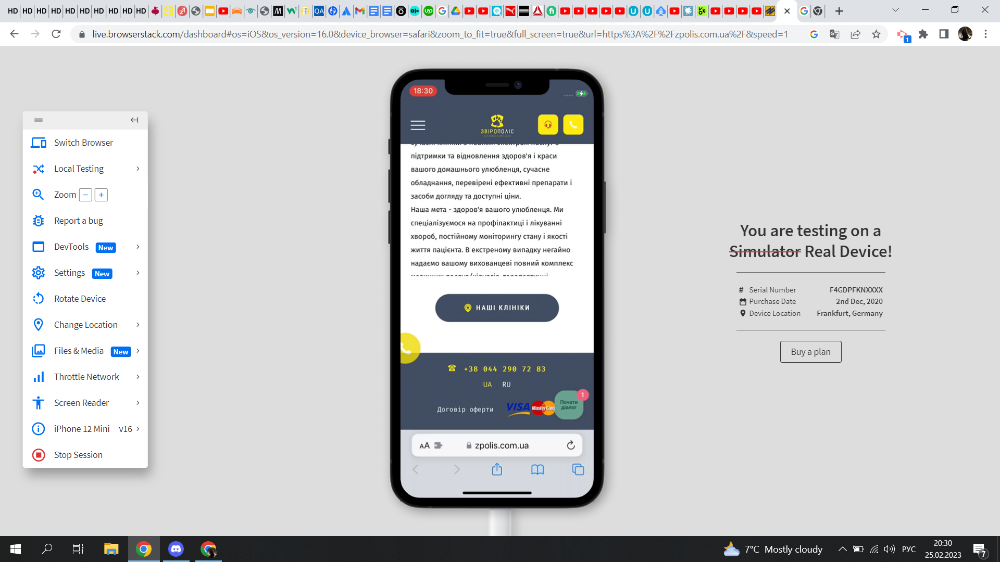 HD HD HD HD HD HD HD HD HD HD
live.browserstack.com/dashboard#os=iOS&os_version=16.0&device_browser=safari&zoom_to_fit=true&full_screen=true&url=https%3A%2F%2Fzpolis.com.ua%2F&speed=1
1
Switch Browser
Local Testing
Zoom − +
Report a bug
DevTools New
Settings New
Rotate Device
Change Location
Files & Media New
Throttle Network
Screen Reader
iPhone 12 Mini v16
Stop Session
18:30
ЗВІРОПОЛІС
сучасні клініки з повним спектром послуг з
підтримки та відновлення здоров'я і краси
вашого домашнього улюбленця, сучасне
обладнання, перевірені ефективні препарати і
засоби догляду та доступні ціни.
Наша мета - здоров'я вашого улюбленця. Ми
спеціалізуємося на профілактиці і лікуванні
хвороб, постійному моніторингу стану і якості
життя пацієнта. В екстреному випадку негайно
надаємо вашому вихованцеві повний комплекс
НАШІ КЛІНІКИ
+38 044 290 72 83
UA RU
Договір оферти VISA MasterCard
Почати
діалог
1
AA zpolis.com.ua
You are testing on a
Simulator Real Device!
# Serial Number F4GDPFKNXXXX
Purchase Date 2nd Dec, 2020
Device Location Frankfurt, Germany
Buy a plan
7°C Mostly cloudy
РУС
20:30
25.02.2023
7